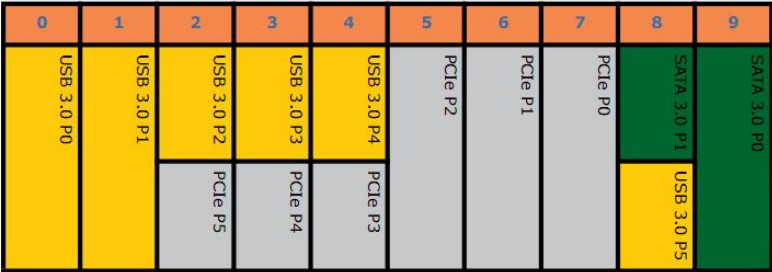 0 1 2 3 4 5 6 7 8 9
USB 3.0 P0
USB 3.0 P1
USB 3.0 P2
USB 3.0 P3
USB 3.0 P4
PCIe P2
PCIe P1
PCIe P0
SATA 3.0 P1
SATA 3.0 P0
PCIe P5
PCIe P4
PCIe P3
USB 3.0 P5